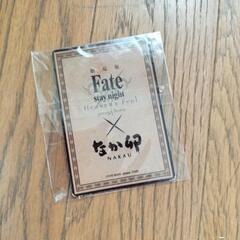 劇場版
Fate
stay night
Heaven's Feel
×
なか卯
NAKAU